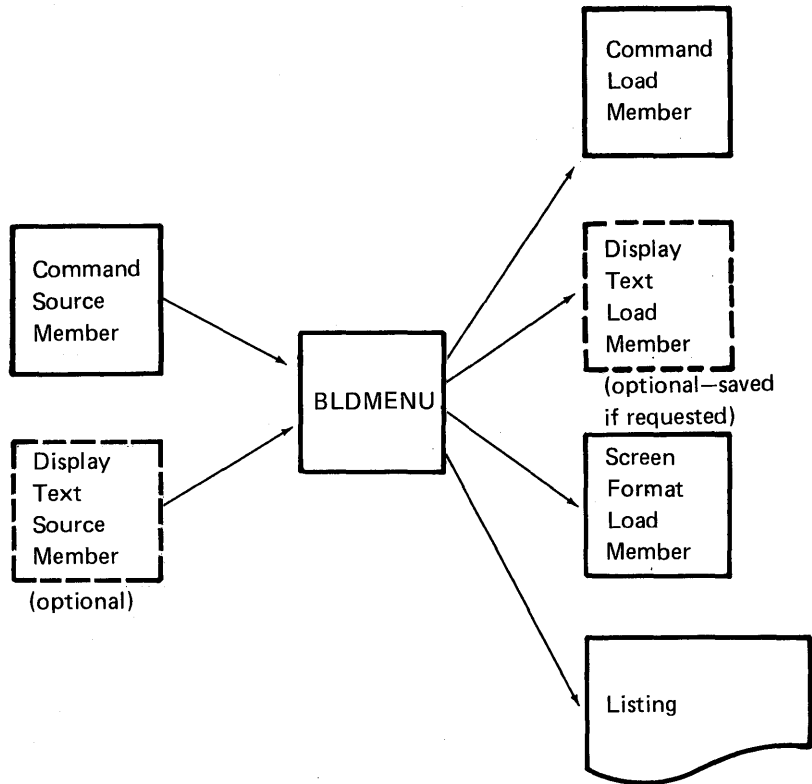 Command
Source
Member
Display
Text
Source
Member
(optional)
BLDMENU
Command
Load
Member
Display
Text
Load
Member
(optional—saved
if requested)
Screen
Format
Load
Member
Listing